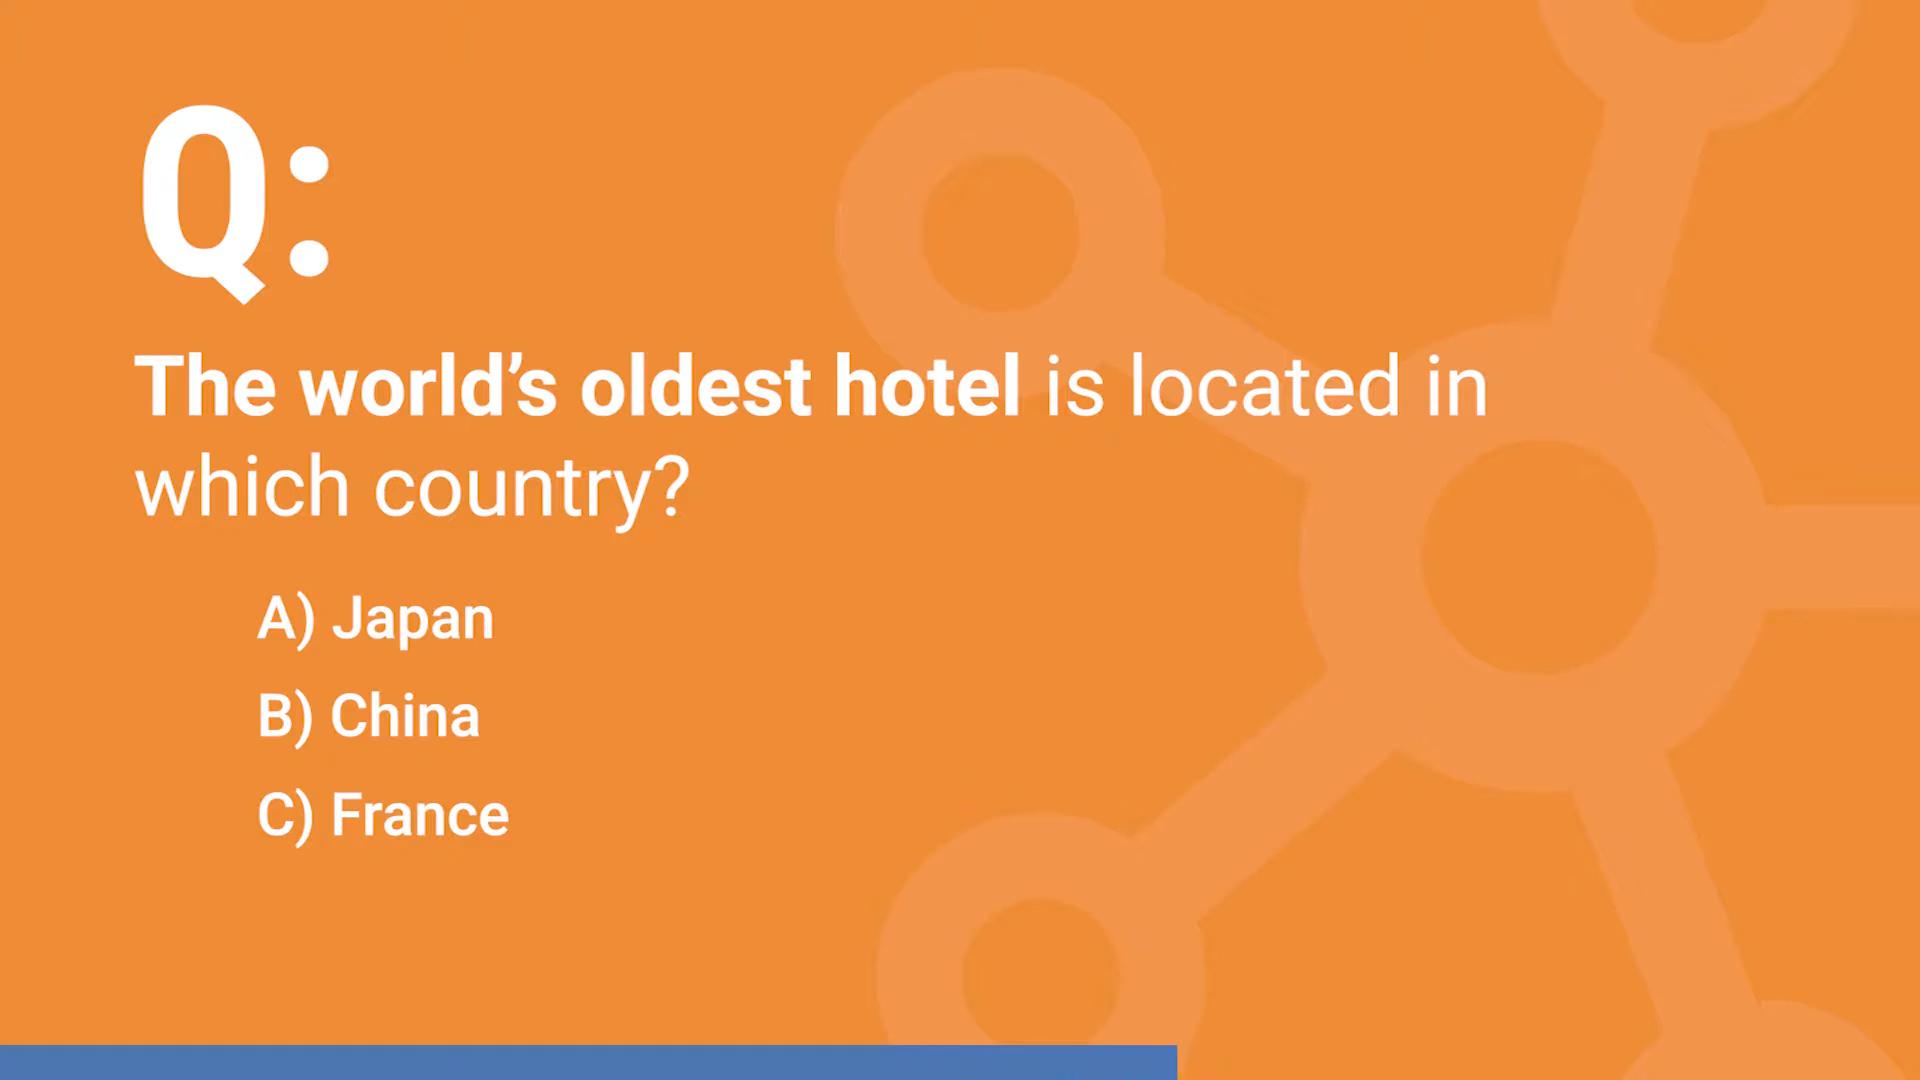 Q:
The world’s oldest hotel is located in
which country?
A) Japan
B) China
C) France